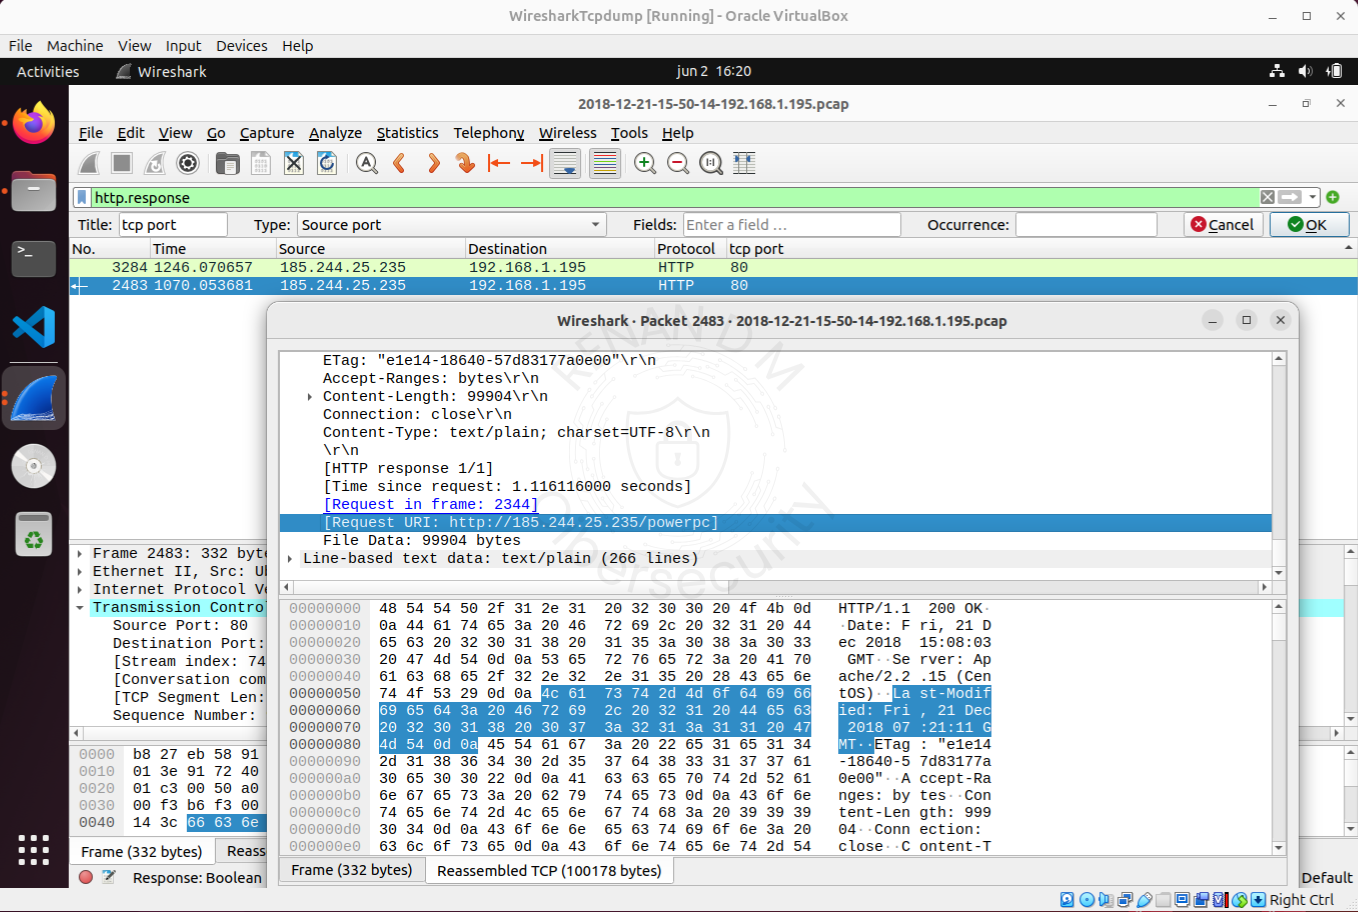 WiresharkTcpdump [Running] - Oracle VirtualBox
File Machine View Input Devices Help
Activities Wireshark jun 2 16:20
2018-12-21-15-50-14-192.168.1.195.pcap
File Edit View Go Capture Analyze Statistics Telephony Wireless Tools Help
http.response
Title: tcp port Type: Source port Fields: Enter a field … Occurrence: Cancel OK
No. Time Source Destination Protocol tcp port
3284 1246.070657 185.244.25.235 192.168.1.195 HTTP 80
2483 1070.053681 185.244.25.235 192.168.1.195 HTTP 80
Wireshark · Packet 2483 · 2018-12-21-15-50-14-192.168.1.195.pcap
RENAN D M
Cybersecurity
ETag: "e1e14-18640-57d83177a0e00"\r\n
Accept-Ranges: bytes\r\n
Content-Length: 99904\r\n
Connection: close\r\n
Content-Type: text/plain; charset=UTF-8\r\n
\r\n
[HTTP response 1/1]
[Time since request: 1.116116000 seconds]
[Request in frame: 2344]
[Request URI: http://185.244.25.235/powerpc]
File Data: 99904 bytes
Line-based text data: text/plain (266 lines)
00000000 48 54 54 50 2f 31 2e 31 20 32 30 30 20 4f 4b 0d HTTP/1.1 200 OK·
00000010 0a 44 61 74 65 3a 20 46 72 69 2c 20 32 31 20 44 ·Date: F ri, 21 D
00000020 65 63 20 32 30 31 38 20 31 35 3a 30 38 3a 30 33 ec 2018 15:08:03
00000030 20 47 4d 54 0d 0a 53 65 72 76 65 72 3a 20 41 70 GMT··Se rver: Ap
00000040 61 63 68 65 2f 32 2e 32 2e 31 35 20 28 43 65 6e ache/2.2 .15 (Cen
00000050 74 4f 53 29 0d 0a 4c 61 73 74 2d 4d 6f 64 69 66 tOS)··La st-Modif
00000060 69 65 64 3a 20 46 72 69 2c 20 32 31 20 44 65 63 ied: Fri , 21 Dec
00000070 20 32 30 31 38 20 30 37 3a 32 31 3a 31 31 20 47 2018 07 :21:11 G
00000080 4d 54 0d 0a 45 54 61 67 3a 20 22 65 31 65 31 34 MT··ETag : "e1e14
00000090 2d 31 38 36 34 30 2d 35 37 64 38 33 31 37 37 61 -18640-5 7d83177a
000000a0 30 65 30 30 22 0d 0a 41 63 63 65 70 74 2d 52 61 0e00"··A ccept-Ra
000000b0 6e 67 65 73 3a 20 62 79 74 65 73 0d 0a 43 6f 6e nges: by tes··Con
000000c0 74 65 6e 74 2d 4c 65 6e 67 74 68 3a 20 39 39 39 tent-Len gth: 999
000000d0 30 34 0d 0a 43 6f 6e 6e 65 63 74 69 6f 6e 3a 20 04··Conn ection:
000000e0 63 6c 6f 73 65 0d 0a 43 6f 6e 74 65 6e 74 2d 54 close··C ontent-T
Frame (332 bytes) Reassembled TCP (100178 bytes)
Frame 2483: 332 byte
Ethernet II, Src: U
Internet Protocol V
Transmission Contro
Source Port: 80
Destination Port:
[Stream index: 74
[Conversation com
[TCP Segment Len:
Sequence Number:
0000 b8 27 eb 58 91
0010 01 3e 91 72 40
0020 01 c3 00 50 a0
0030 00 f3 b6 f3 00
0040 14 3c 66 63 6e
Frame (332 bytes) Reass
Response: Boolean Default
Right Ctrl